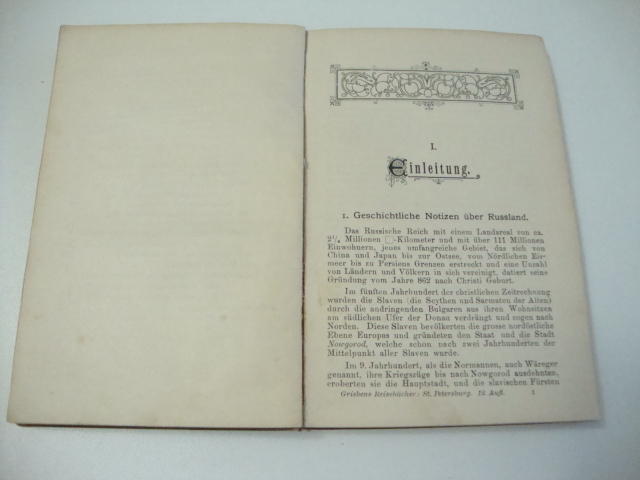 I.
Einleitung.
1. Geschichtliche Notizen über Russland.
Das Russische Reich mit einem Landareal von ca.
Millionen □-Kilometer und mit über 111 Millionen
Einwohnern, jenes umfangreiche Gebiet, das sich von
China und Japan bis zur Ostsee, vom Nördlichen Eis-
meer bis zu Persiens Grenzen erstreckt und eine Unzahl
von Ländern und Völkern in sich vereinigt, datiert seine
Gründung vom Jahre 862 nach Christi Geburt.
Im fünften Jahrhundert des christlichen Zeitrechnung
wurden die Slaven (die Scythen und Sarmaten der Alten)
durch die andringenden Bulgaren aus ihren Wohnsitzen
am südlichen Ufer der Donau verdrängt und zogen nach
Norden. Diese Slaven bevölkerten die grosse nordöstliche
Ebene Europas und gründeten den Staat und die Stadt
Nowgorod, welche schon nach zwei Jahrhunderten der
Mittelpunkt aller Slaven wurde.
Im 9. Jahrhundert, als die Normannen, auch Wäreger
genannt, ihre Kriegszüge bis nach Nowgorod ausdehnten,
eroberten sie die Hauptstadt, und die slavischen Fürsten
Griebens Reisebücher: St. Petersburg. Aufl. 1